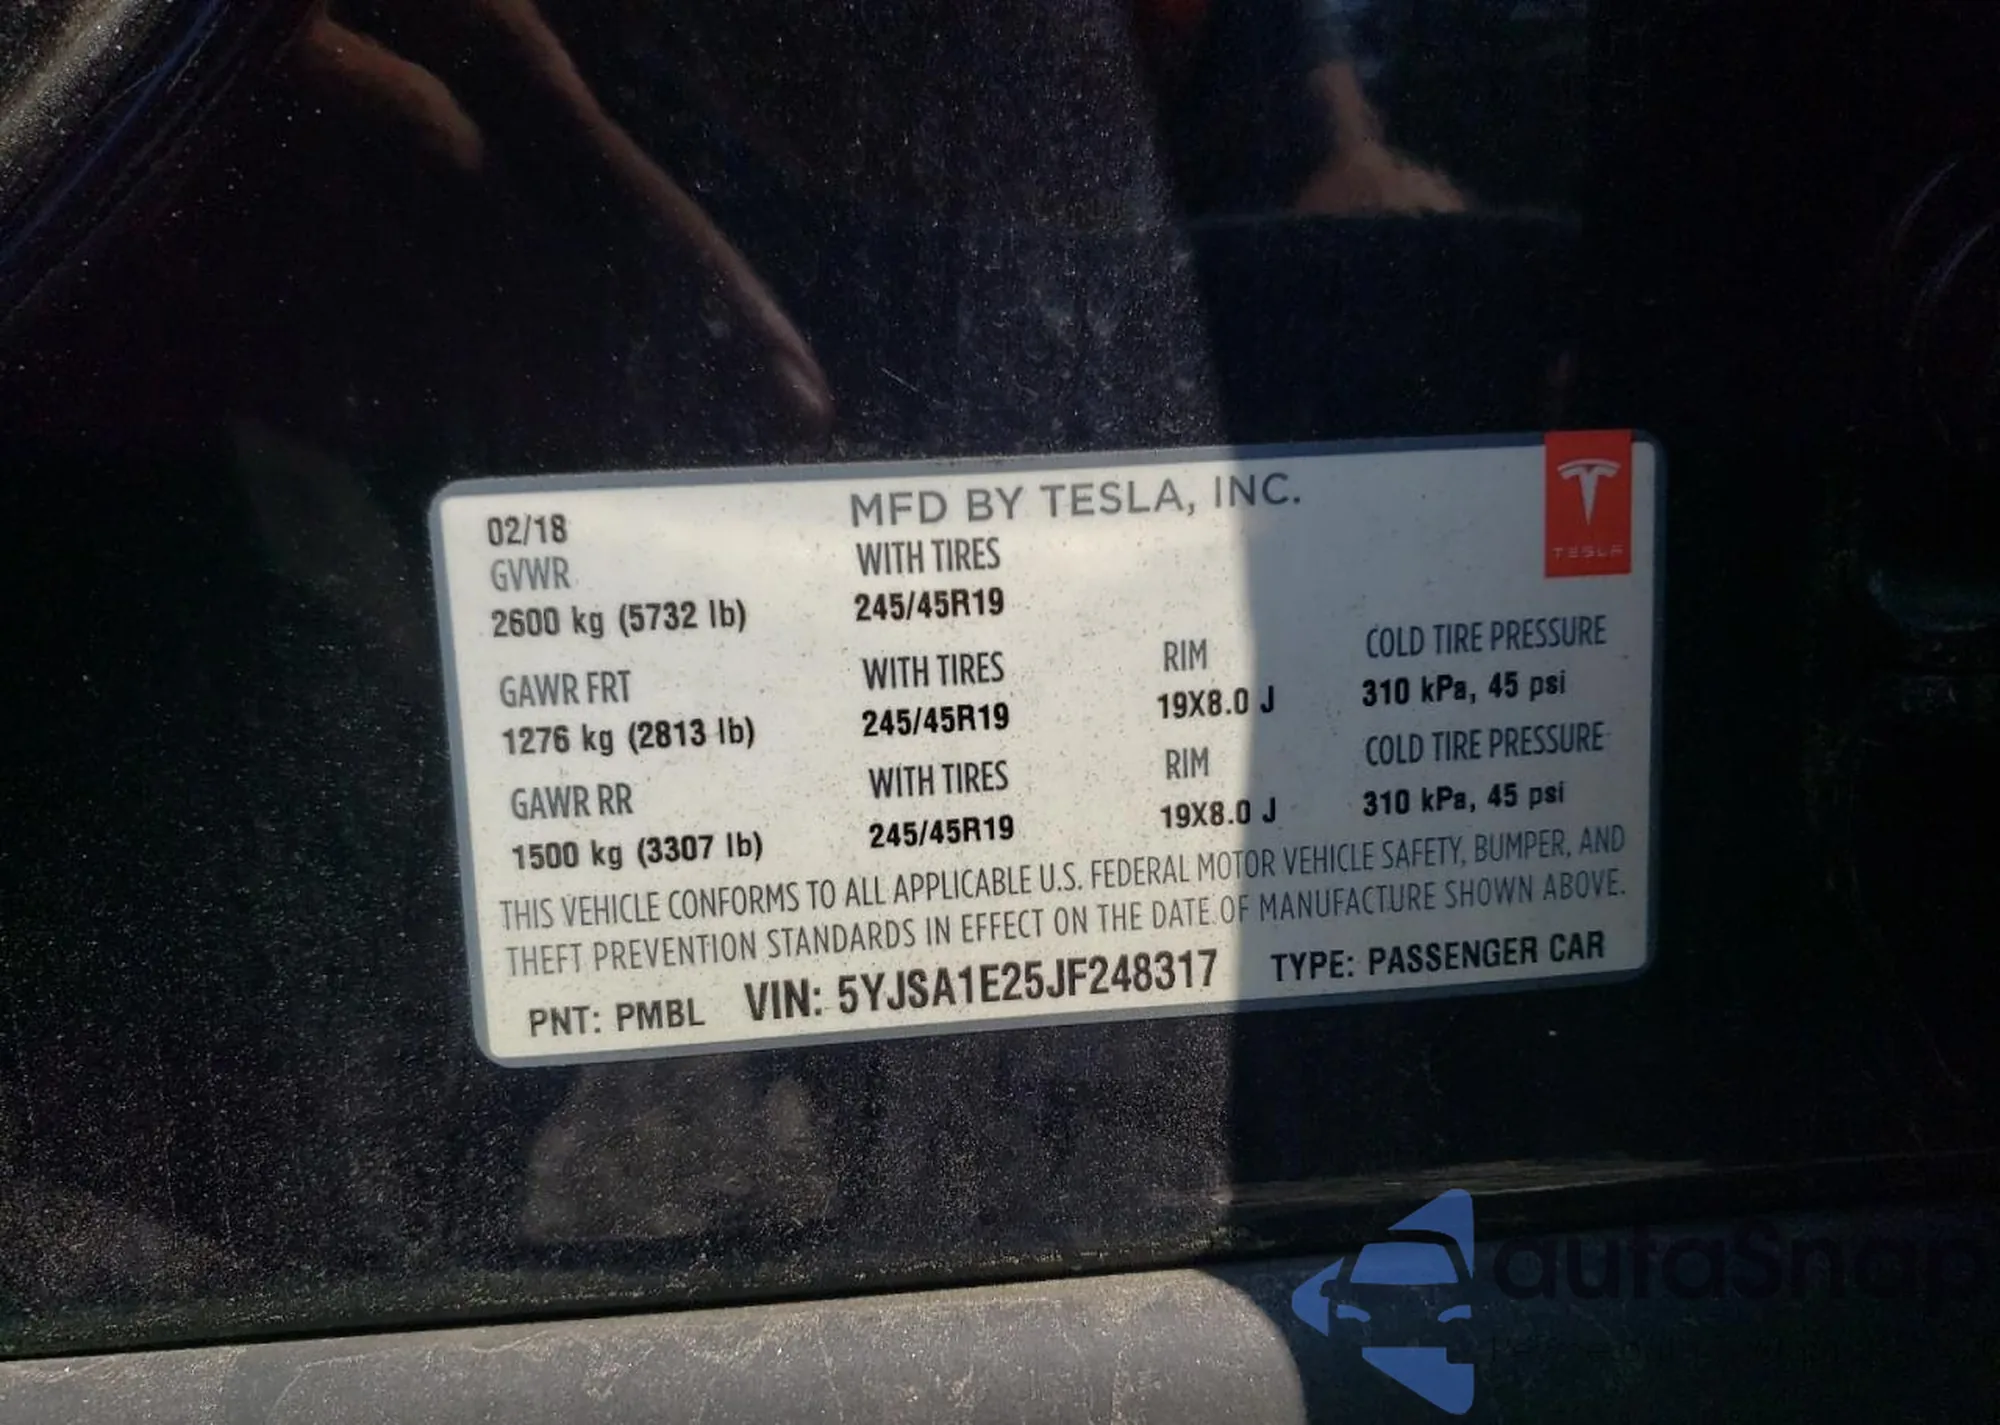 MFD BY TESLA, INC.
TESLA
02/18
GVWR WITH TIRES
2600 kg (5732 lb) 245/45R19
GAWR FRT WITH TIRES RIM COLD TIRE PRESSURE
1276 kg (2813 lb) 245/45R19 19X8.0 J 310 kPa, 45 psi
GAWR RR WITH TIRES RIM COLD TIRE PRESSURE
1500 kg (3307 lb) 245/45R19 19X8.0 J 310 kPa, 45 psi
THIS VEHICLE CONFORMS TO ALL APPLICABLE U.S. FEDERAL MOTOR VEHICLE SAFETY, BUMPER, AND
THEFT PREVENTION STANDARDS IN EFFECT ON THE DATE OF MANUFACTURE SHOWN ABOVE.
PNT: PMBL VIN: 5YJSA1E25JF248317 TYPE: PASSENGER CAR
autaSnap